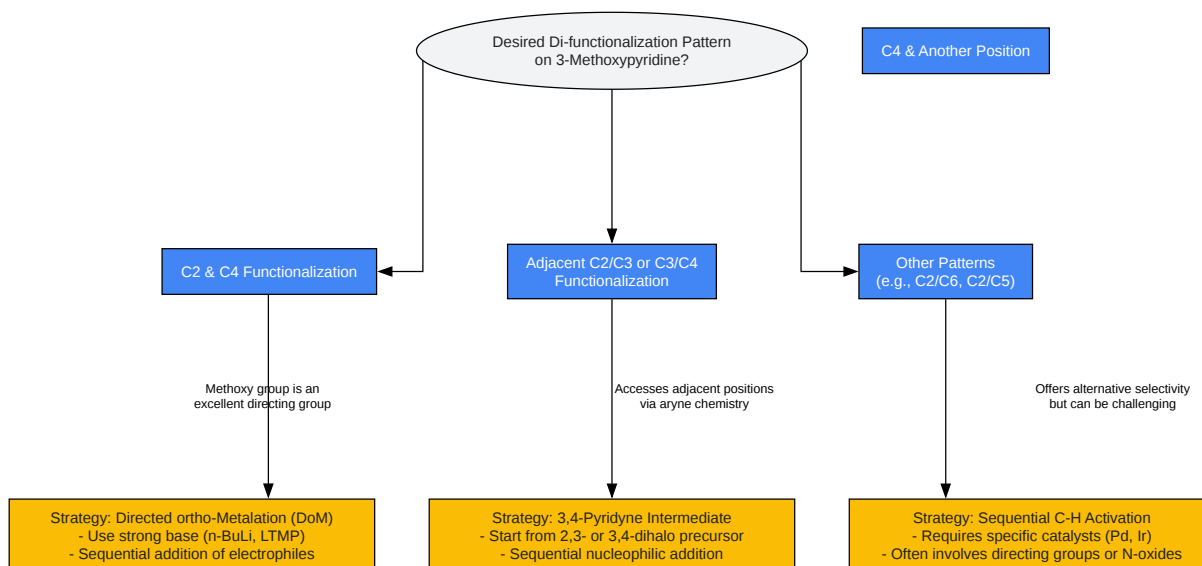 Desired Di-functionalization Pattern
on 3-Methoxypyridine?
C4 & Another Position
C2 & C4 Functionalization
Adjacent C2/C3 or C3/C4
Functionalization
Other Patterns
(e.g., C2/C6, C2/C5)
Methoxy group is an
excellent directing group
Accesses adjacent positions
via aryne chemistry
Offers alternative selectivity
but can be challenging
Strategy: Directed ortho-Metalation (DoM)
- Use strong base (n-BuLi, LTMP)
- Sequential addition of electrophiles
Strategy: 3,4-Pyridyne Intermediate
- Start from 2,3- or 3,4-dihalo precursor
- Sequential nucleophilic addition
Strategy: Sequential C-H Activation
- Requires specific catalysts (Pd, Ir)
- Often involves directing groups or N-oxides